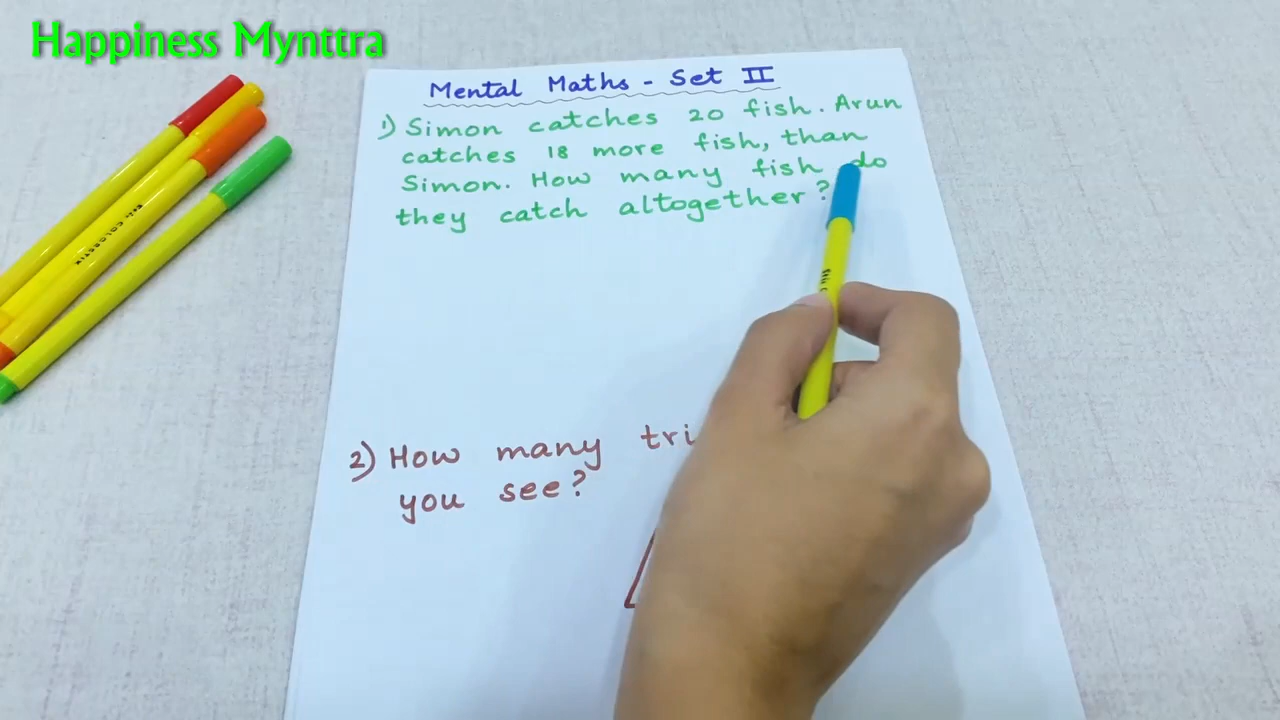 Happiness Mynttra
Mental Maths - Set II
1) Simon catches 20 fish. Arun
catches 18 more fish, than
Simon. How many fish do
they catch altogether?
2) How many tri
you see?